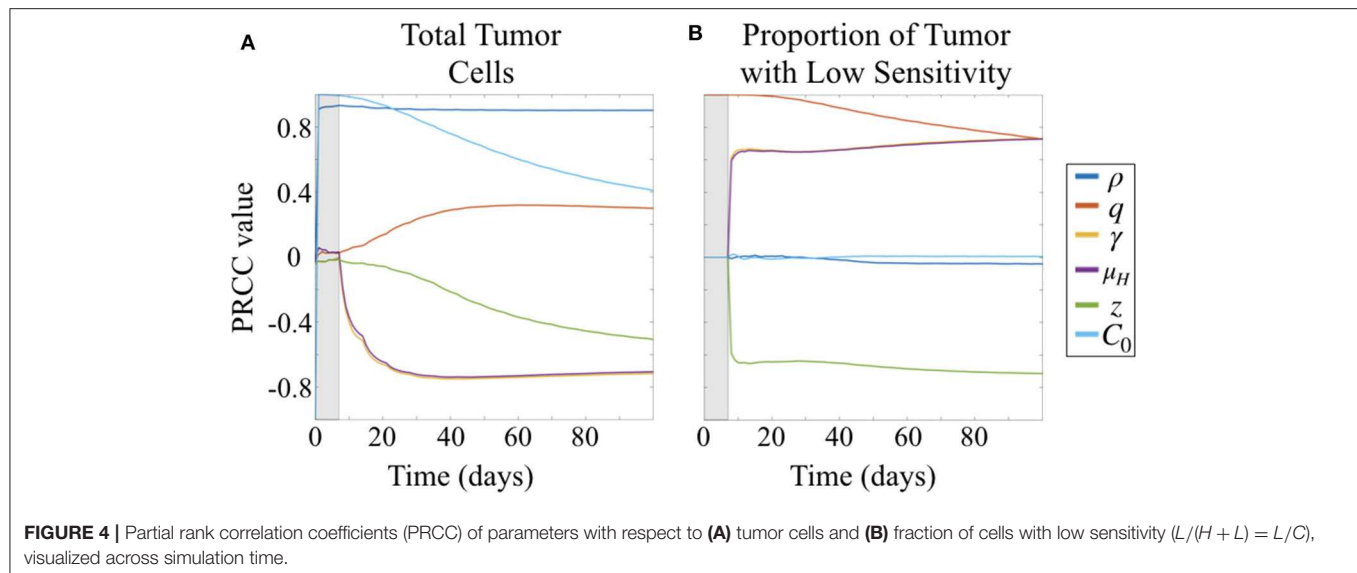 A
Total Tumor
Cells
PRCC value
0.8
0.4
0
-0.4
-0.8
0 20 40 60 80
Time (days)
B
Proportion of Tumor
with Low Sensitivity
0 20 40 60 80
Time (days)
ρ
q
γ
μ_H
z
C_0
FIGURE 4 | Partial rank correlation coefficients (PRCC) of parameters with respect to (A) tumor cells and (B) fraction of cells with low sensitivity (L/(H + L) = L/C),
visualized across simulation time.